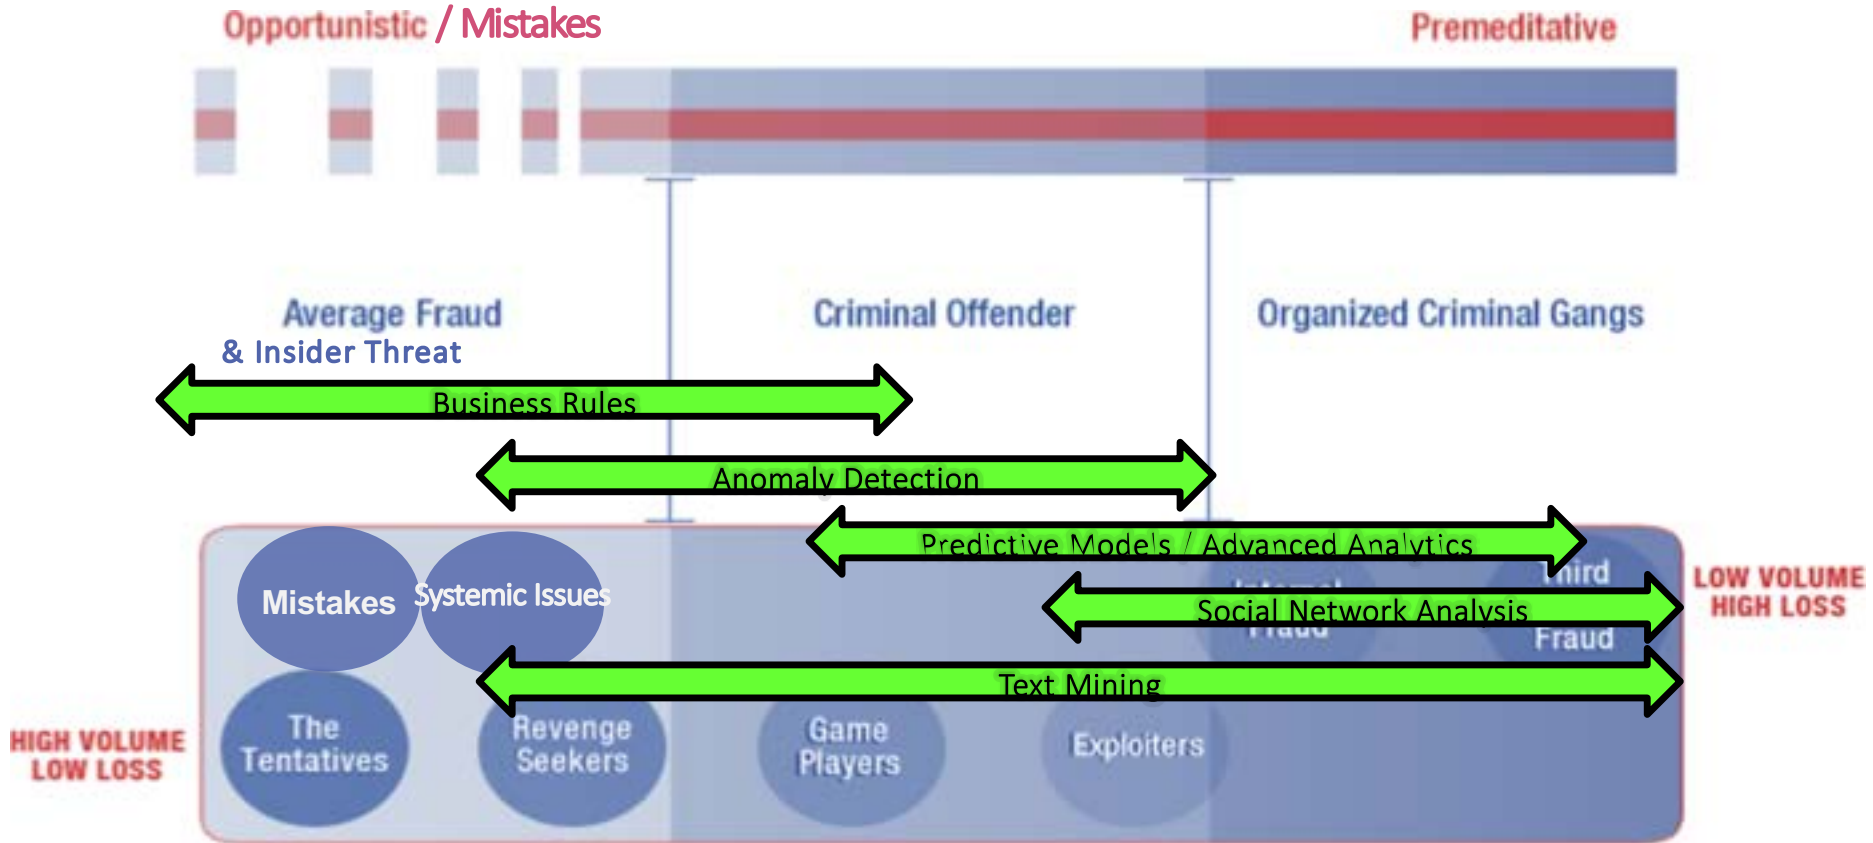 Opportunistic / Mistakes
Premeditative
Average Fraud
& Insider Threat
Criminal Offender
Organized Criminal Gangs
Business Rules
Anomaly Detection
Predictive Models / Advanced Analytics
Mistakes
Systemic Issues
Third
Social Network Analysis
Fraud
Fraud
LOW VOLUME
HIGH LOSS
Text Mining
The
Tentatives
Revenge
Seekers
Game
Players
Exploiters
HIGH VOLUME
LOW LOSS